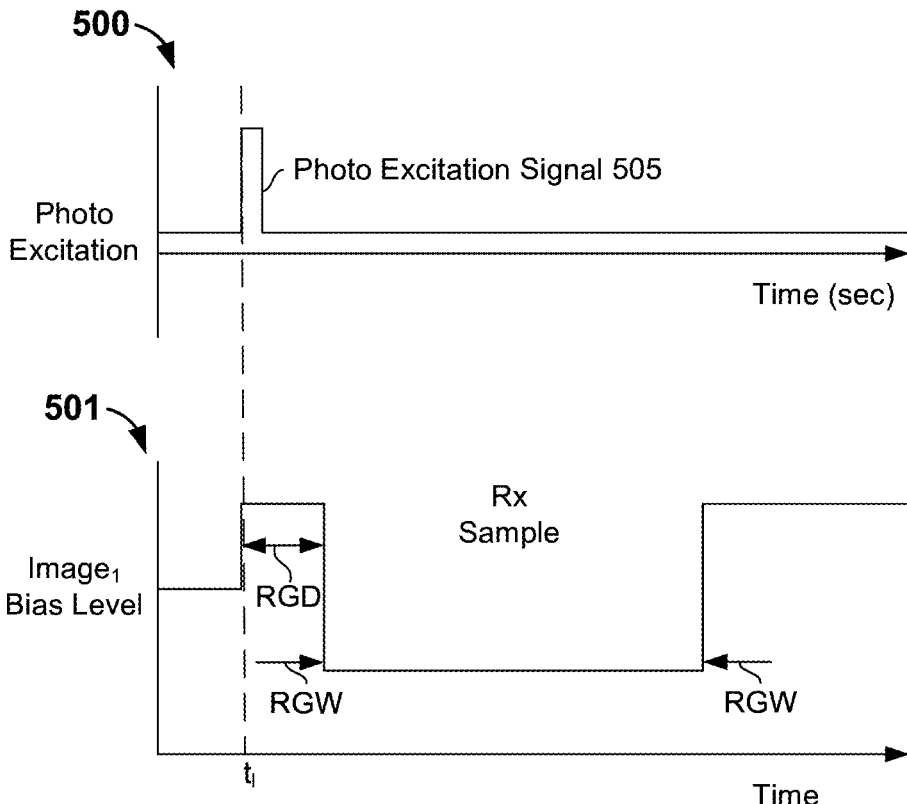 500
Photo Excitation Signal 505
Photo
Excitation
Time (sec)
501
Rx
Sample
Image₁
Bias Level
RGD
RGW
RGW
tₗ
Time